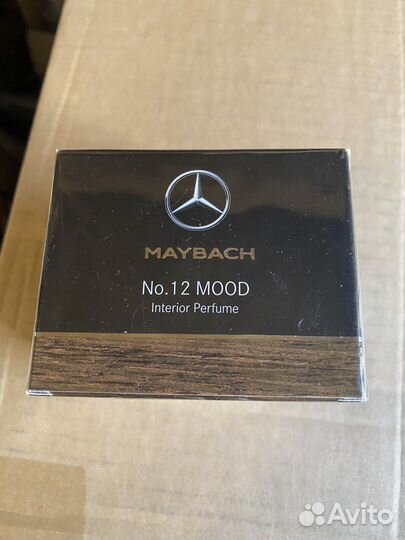 MAYBACH
No.12 MOOD
Interior Perfume
Avito